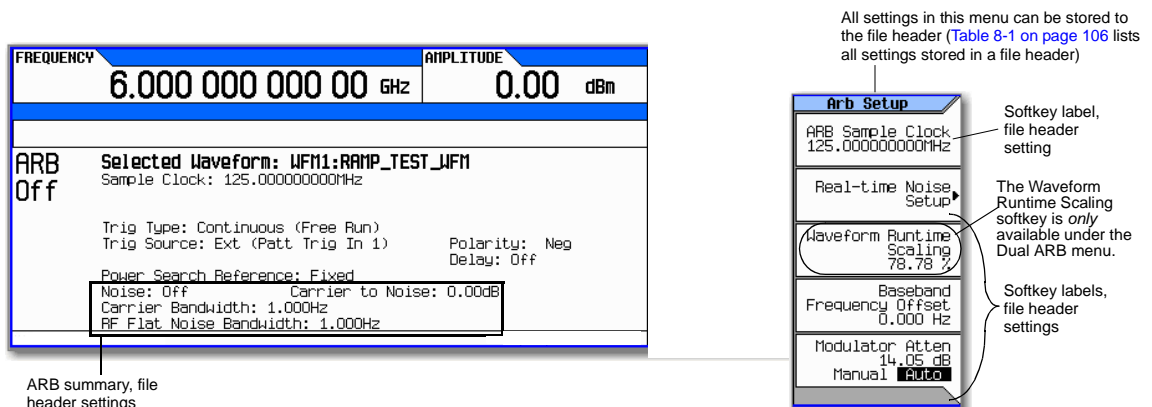 All settings in this menu can be stored to
the file header (Table 8-1 on page 106 lists
all settings stored in a file header)
FREQUENCY
6.000 000 000 00 GHz
AMPLITUDE
0.00 dBm
ARB
Off
Selected Waveform: WFM1:RAMP_TEST_WFM
Sample Clock: 125.000000000MHz
Trig Type: Continuous (Free Run)
Trig Source: Ext (Patt Trig In 1) Polarity: Neg
Delay: Off
Power Search Reference: Fixed
Noise: Off Carrier to Noise: 0.00dB
Carrier Bandwidth: 1.000Hz
RF Flat Noise Bandwidth: 1.000Hz
ARB summary, file
header settings
Arb Setup
ARB Sample Clock
125.000000000MHz
Real-time Noise
Setup
Waveform Runtime
Scaling
78.78 %
Baseband
Frequency Offset
0.000 Hz
Modulator Atten
14.05 dB
Manual Auto
Softkey label,
file header
setting
The Waveform
Runtime Scaling
softkey is only
available under the
Dual ARB menu.
Softkey labels,
file header
settings